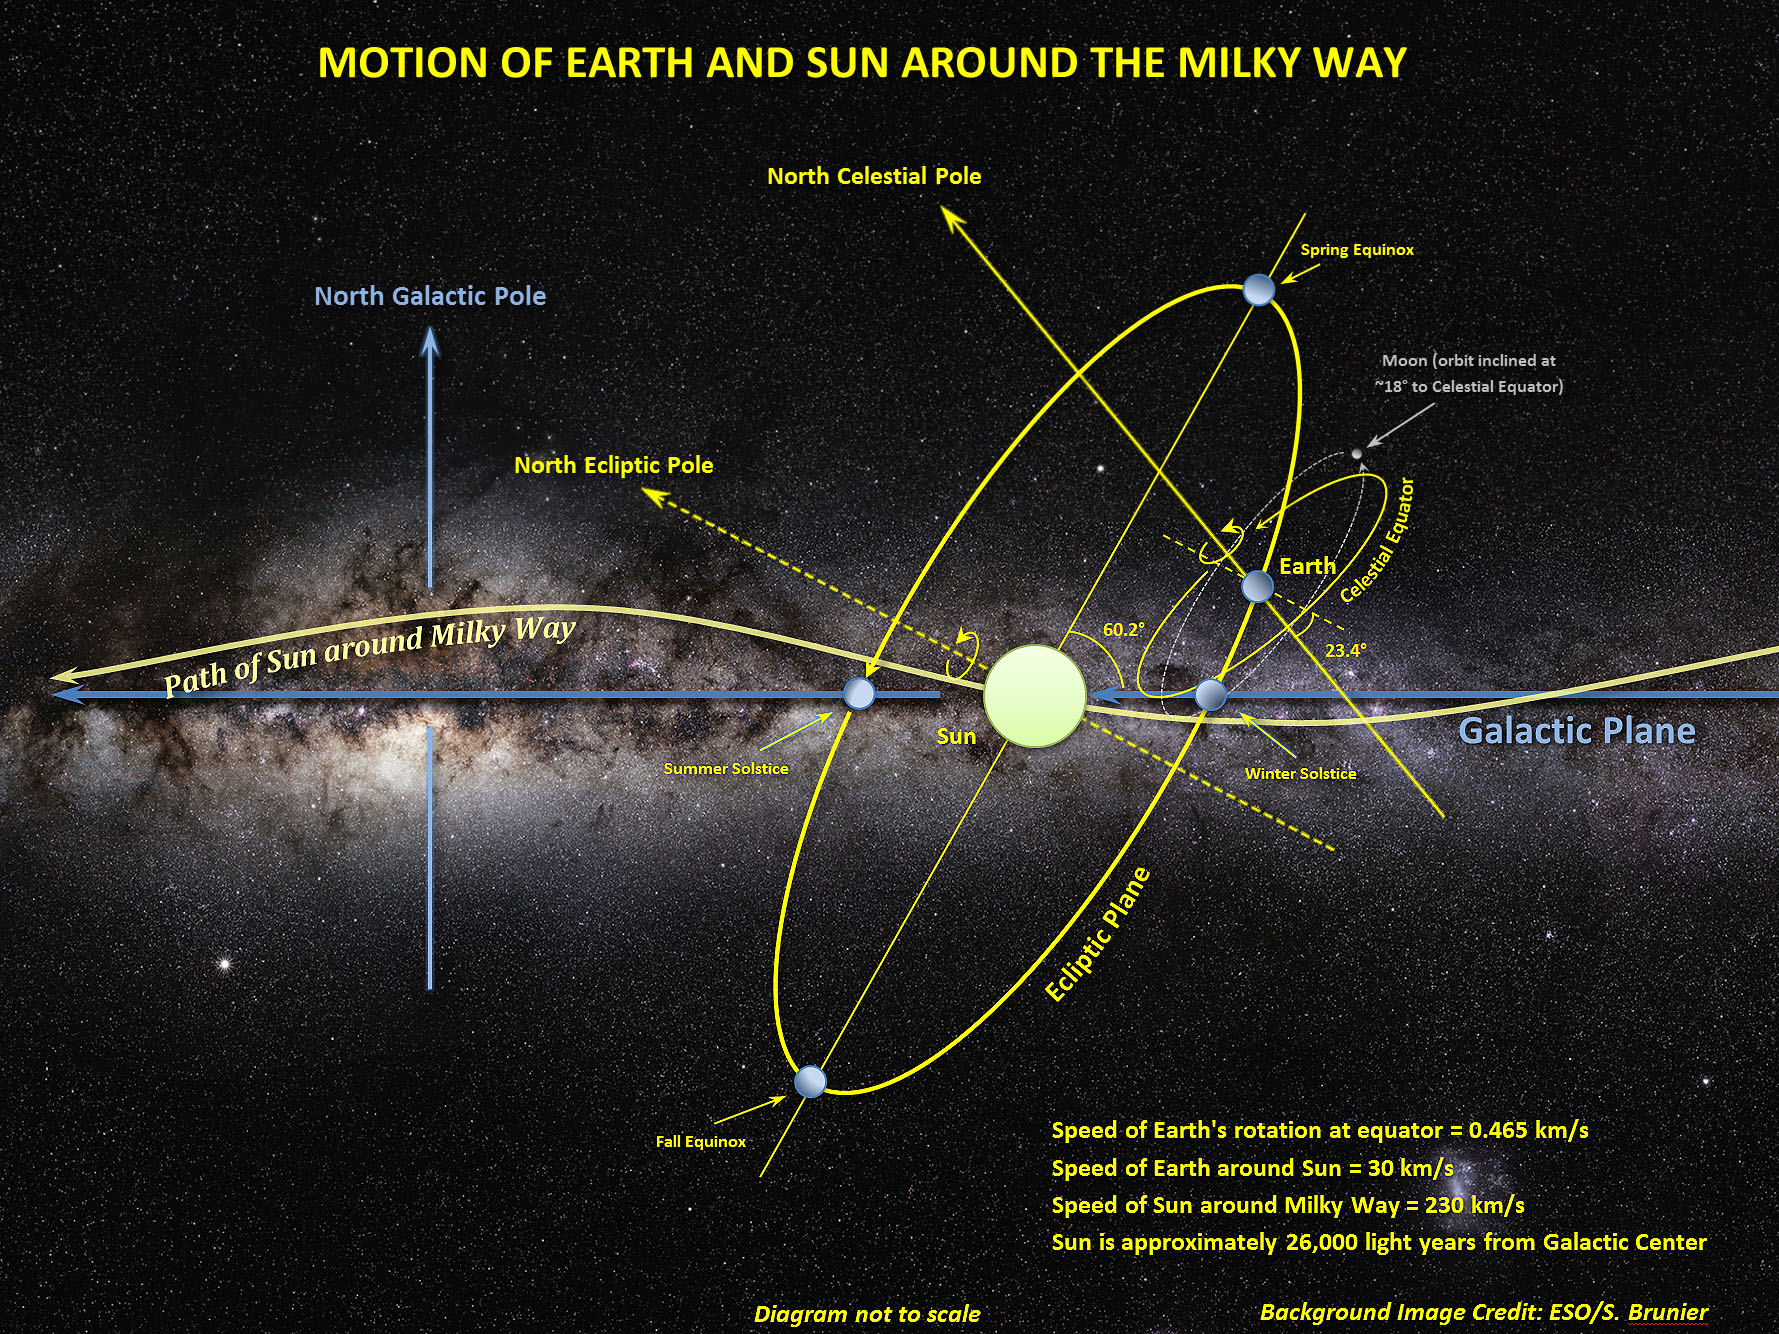 MOTION OF EARTH AND SUN AROUND THE MILKY WAY
North Celestial Pole
Spring Equinox
North Galactic Pole
Moon (orbit inclined at
~18° to Celestial Equator)
North Ecliptic Pole
Celestial Equator
Earth
60.2°
23.4°
Path of Sun around Milky Way
Sun
Galactic Plane
Summer Solstice
Winter Solstice
Ecliptic Plane
Fall Equinox
Speed of Earth's rotation at equator = 0.465 km/s
Speed of Earth around Sun = 30 km/s
Speed of Sun around Milky Way = 230 km/s
Sun is approximately 26,000 light years from Galactic Center
Diagram not to scale
Background Image Credit: ESO/S. Brunier